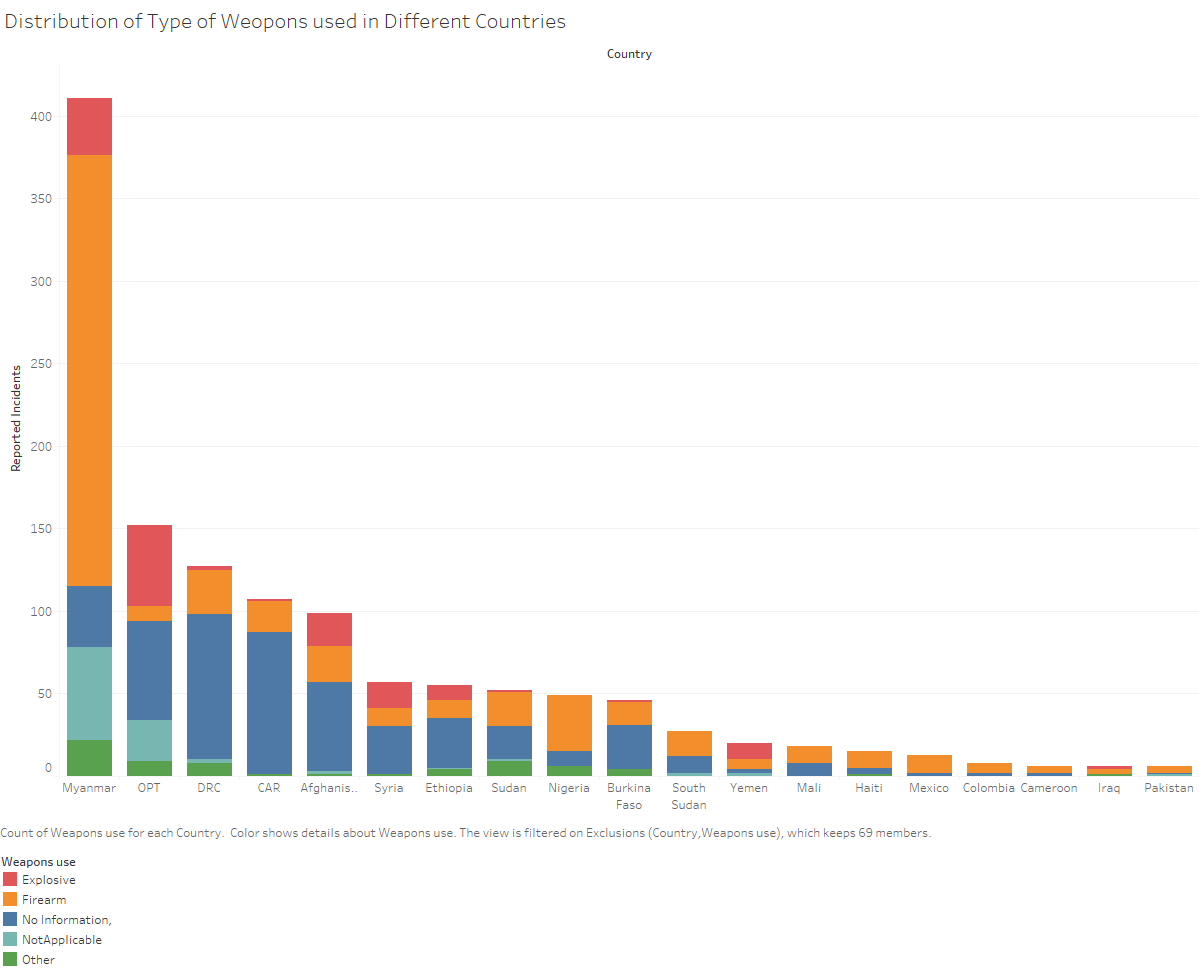 Distribution of Type of Weopons used in Different Countries
Country
Reported Incidents
400
350
300
250
200
150
100
50
0
Myanmar OPT DRC CAR Afghanis.. Syria Ethiopia Sudan Nigeria Burkina Faso South Sudan Yemen Mali Haiti Mexico Colombia Cameroon Iraq Pakistan
Count of Weapons use for each Country. Color shows details about Weapons use. The view is filtered on Exclusions (Country,Weapons use), which keeps 69 members.
Weapons use
Explosive
Firearm
No Information,
NotApplicable
Other